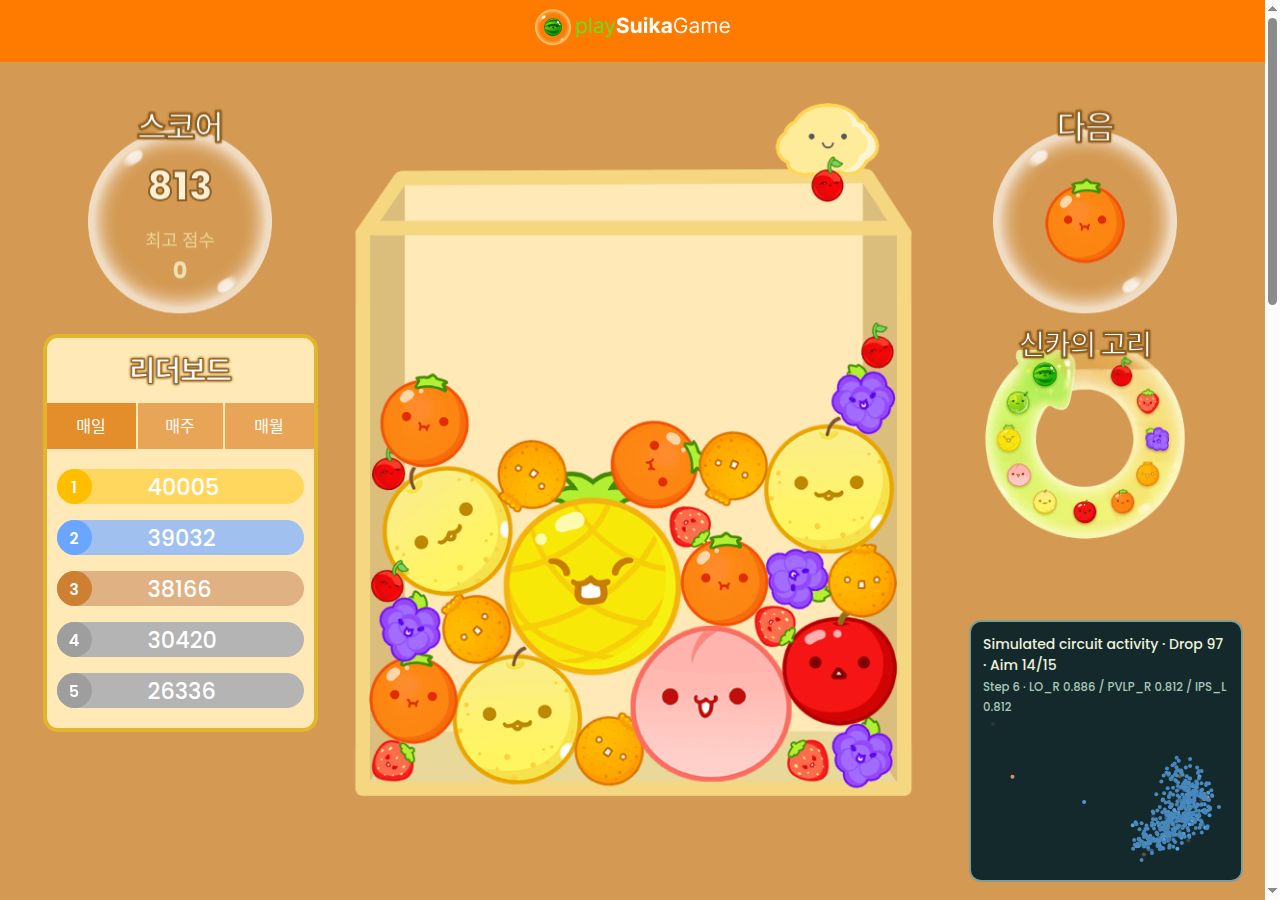 playSuikaGame
스코어
813
최고 점수
0
리더보드
매일 매주 매월
1 40005
2 39032
3 38166
4 30420
5 26336
다음
신카의 고리
Simulated circuit activity · Drop 97
· Aim 14/15
Step 6 · LO_R 0.886 / PVLP_R 0.812 / IPS_L
0.812